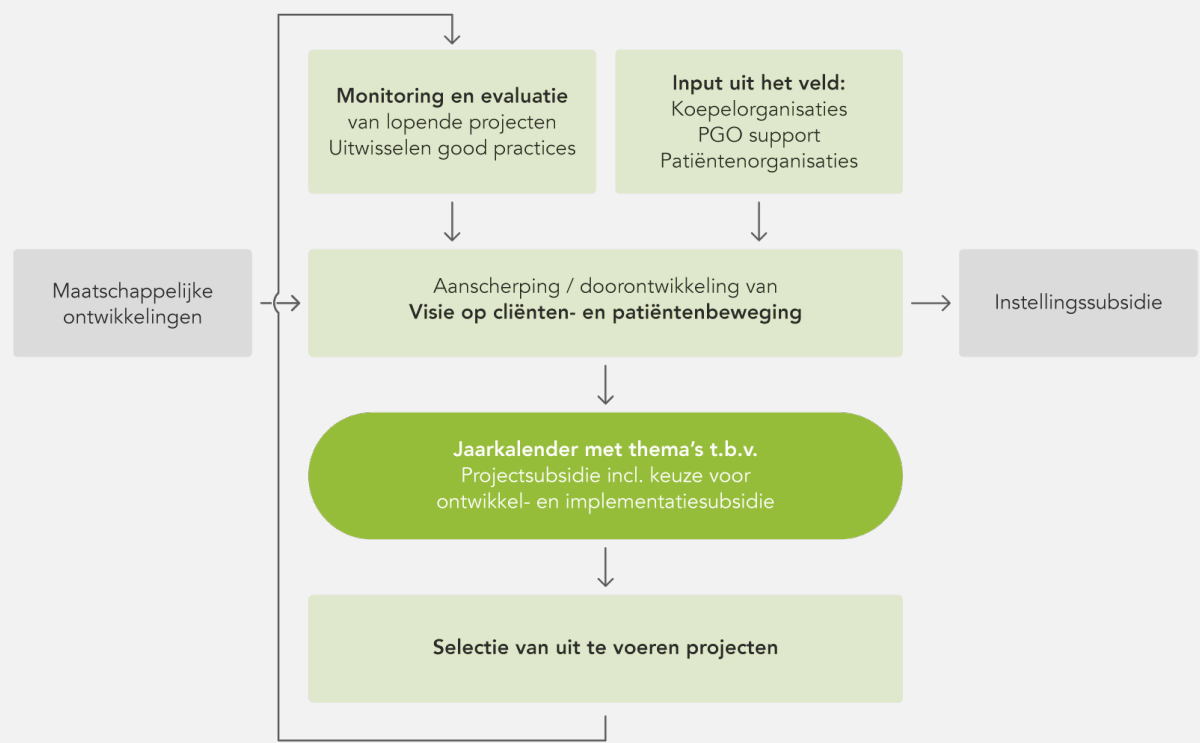 Monitoring en evaluatie
van lopende projecten
Uitwisselen good practices
Input uit het veld:
Koepelorganisaties
PGO support
Patiëntenorganisaties
Maatschappelijke
ontwikkelingen
Aanscherping / doorontwikkeling van
Visie op cliënten- en patiëntenbeweging
Instellingssubsidie
Jaarkalender met thema’s t.b.v.
Projectsubsidie incl. keuze voor
ontwikkel- en implementatiesubsidie
Selectie van uit te voeren projecten